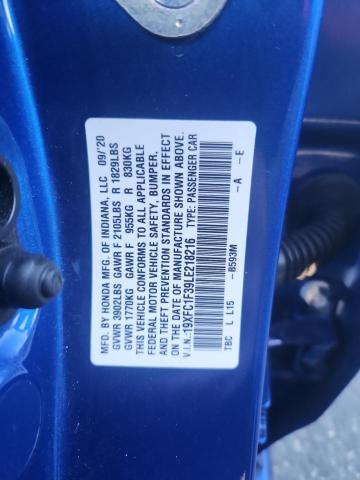 MFD. BY HONDA MFG. OF INDIANA, LLC 09/'20
GVWR 3902LBS GAWR F 2105LBS R 1829LBS
GVWR 1770KG GAWR F 955KG R 830KG
THIS VEHICLE CONFORMS TO ALL APPLICABLE
FEDERAL MOTOR VEHICLE SAFETY, BUMPER,
AND THEFT PREVENTION STANDARDS IN EFFECT
ON THE DATE OF MANUFACTURE SHOWN ABOVE.
V.I.N.:19XFC1F39LE218216 TYPE: PASSENGER CAR
-B593M -A -E
TBC L L15